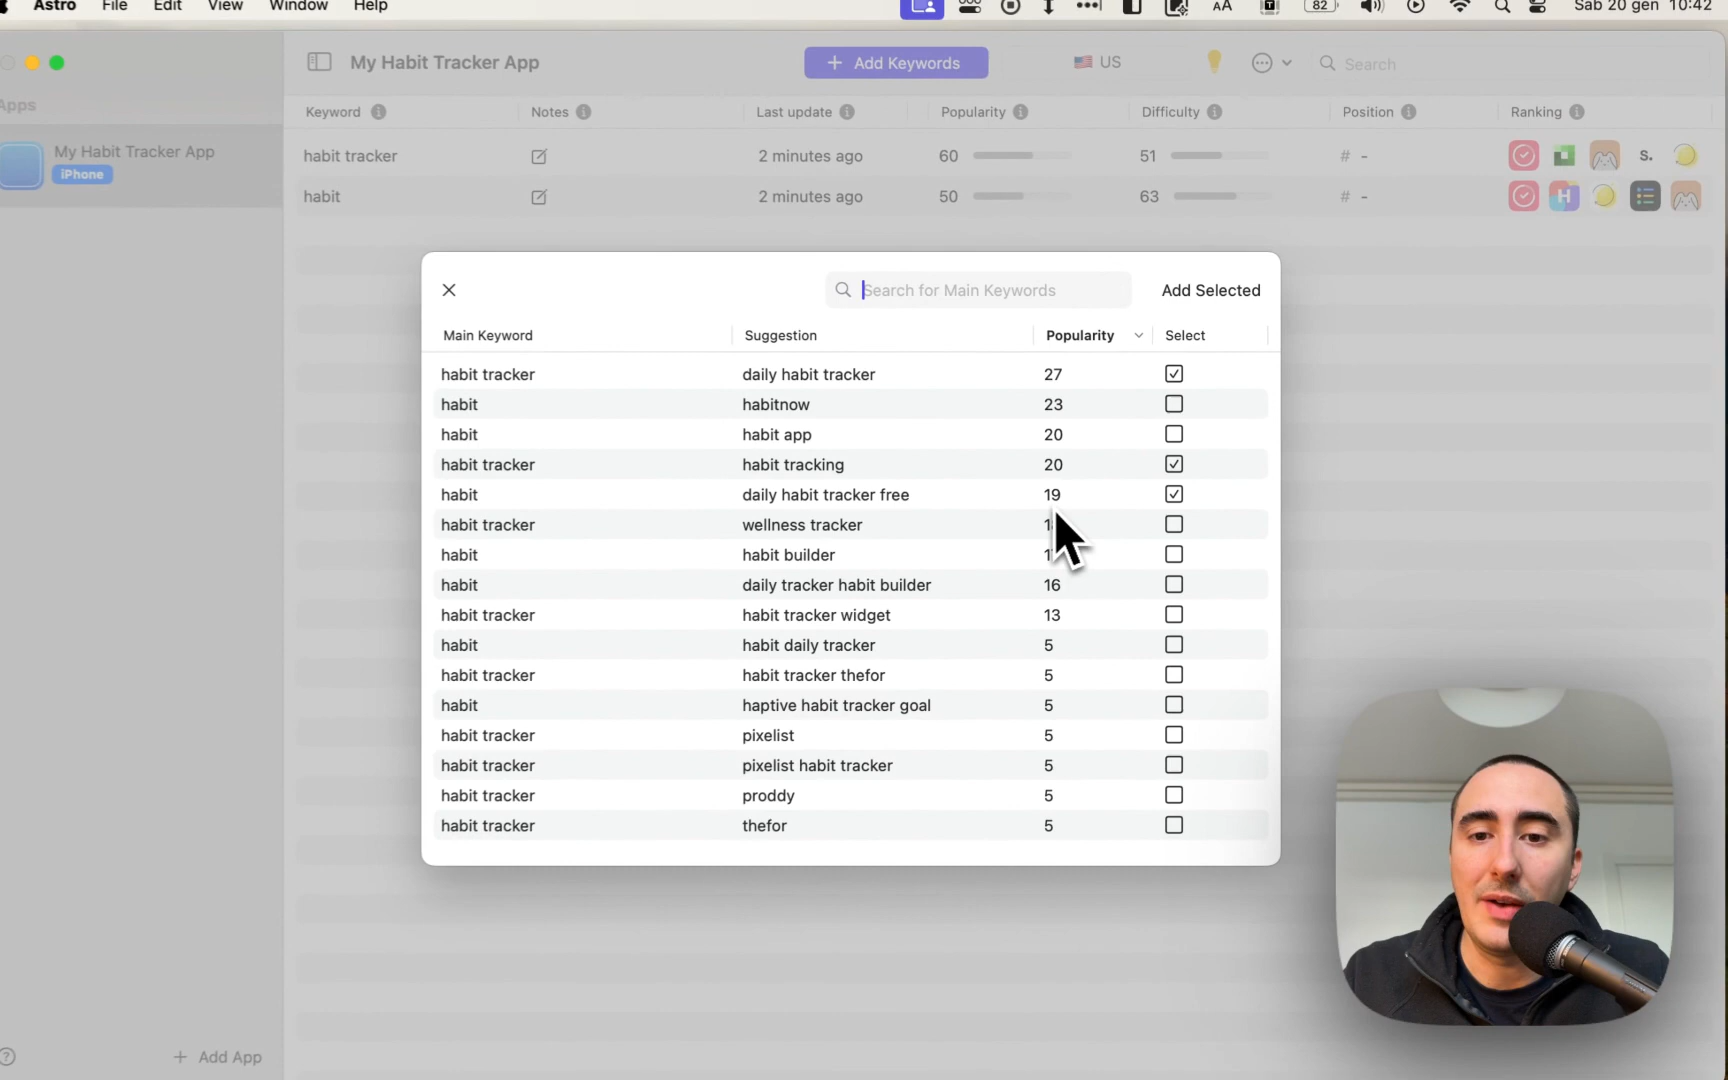 Astro File Edit View Window Help 82 Sab 20 gen 10:42
My Habit Tracker App + Add Keywords US Search
Apps
Keyword Notes Last update Popularity Difficulty Position Ranking
My Habit Tracker App
iPhone
habit tracker 2 minutes ago 60 51 # - S.
habit 2 minutes ago 50 63 # - H
Search for Main Keywords Add Selected
Main Keyword Suggestion Popularity Select
habit tracker daily habit tracker 27
habit habitnow 23
habit habit app 20
habit tracker habit tracking 20
habit daily habit tracker free 19
habit tracker wellness tracker
habit habit builder
habit daily tracker habit builder 16
habit tracker habit tracker widget 13
habit habit daily tracker 5
habit tracker habit tracker thefor 5
habit haptive habit tracker goal 5
habit tracker pixelist 5
habit tracker pixelist habit tracker 5
habit tracker proddy 5
habit tracker thefor 5
? + Add App